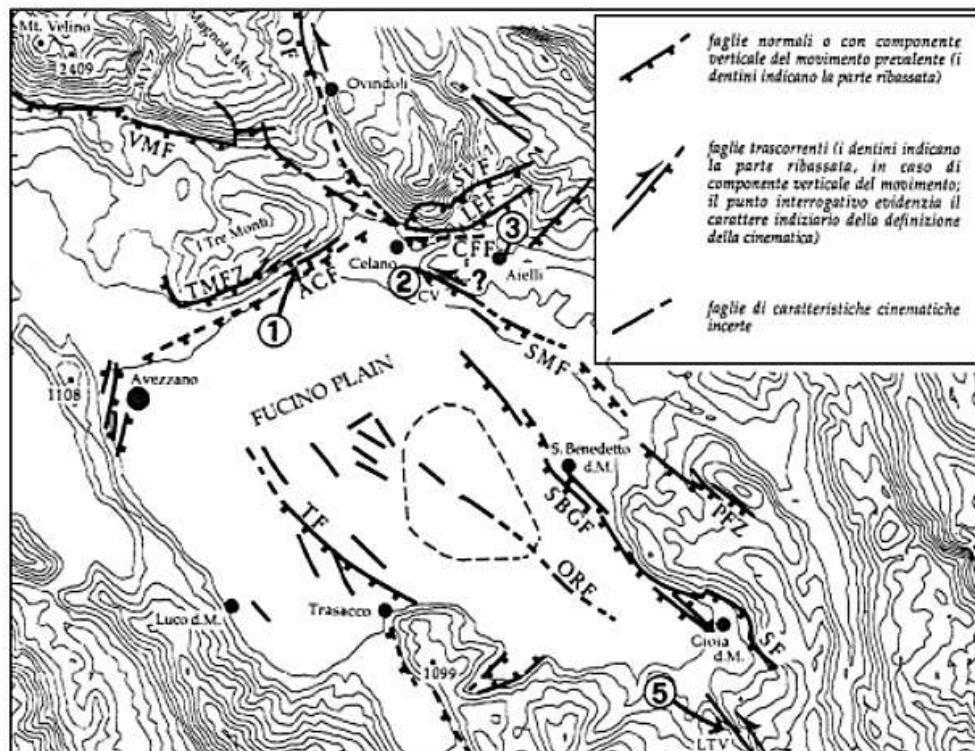 Mt. Velino
2409
Magnola Mts.
OF
Ovindoli
VMF
SVF
LEF
I Tre Monti
TMFZ
ACF
Celano
CFF
3
Aielli
2
CV
?
1
SMF
Avezzano
1108
FUCINO PLAIN
S. Benedetto
d.M.
SBGF
PFZ
TF
ORF
Luco d.M.
Trasacco
1099
Gioia
d.M.
SF
5
LTV
faglie normali o con componente
verticale del movimento prevalente (i
dentini indicano la parte ribassata)
faglie trascorrenti (i dentini indicano
la parte ribassata, in caso di
componente verticale del movimento;
il punto interrogativo evidenzia il
carattere indiziario della definizione
della cinematica)
faglie di caratteristiche cinematiche
incerte